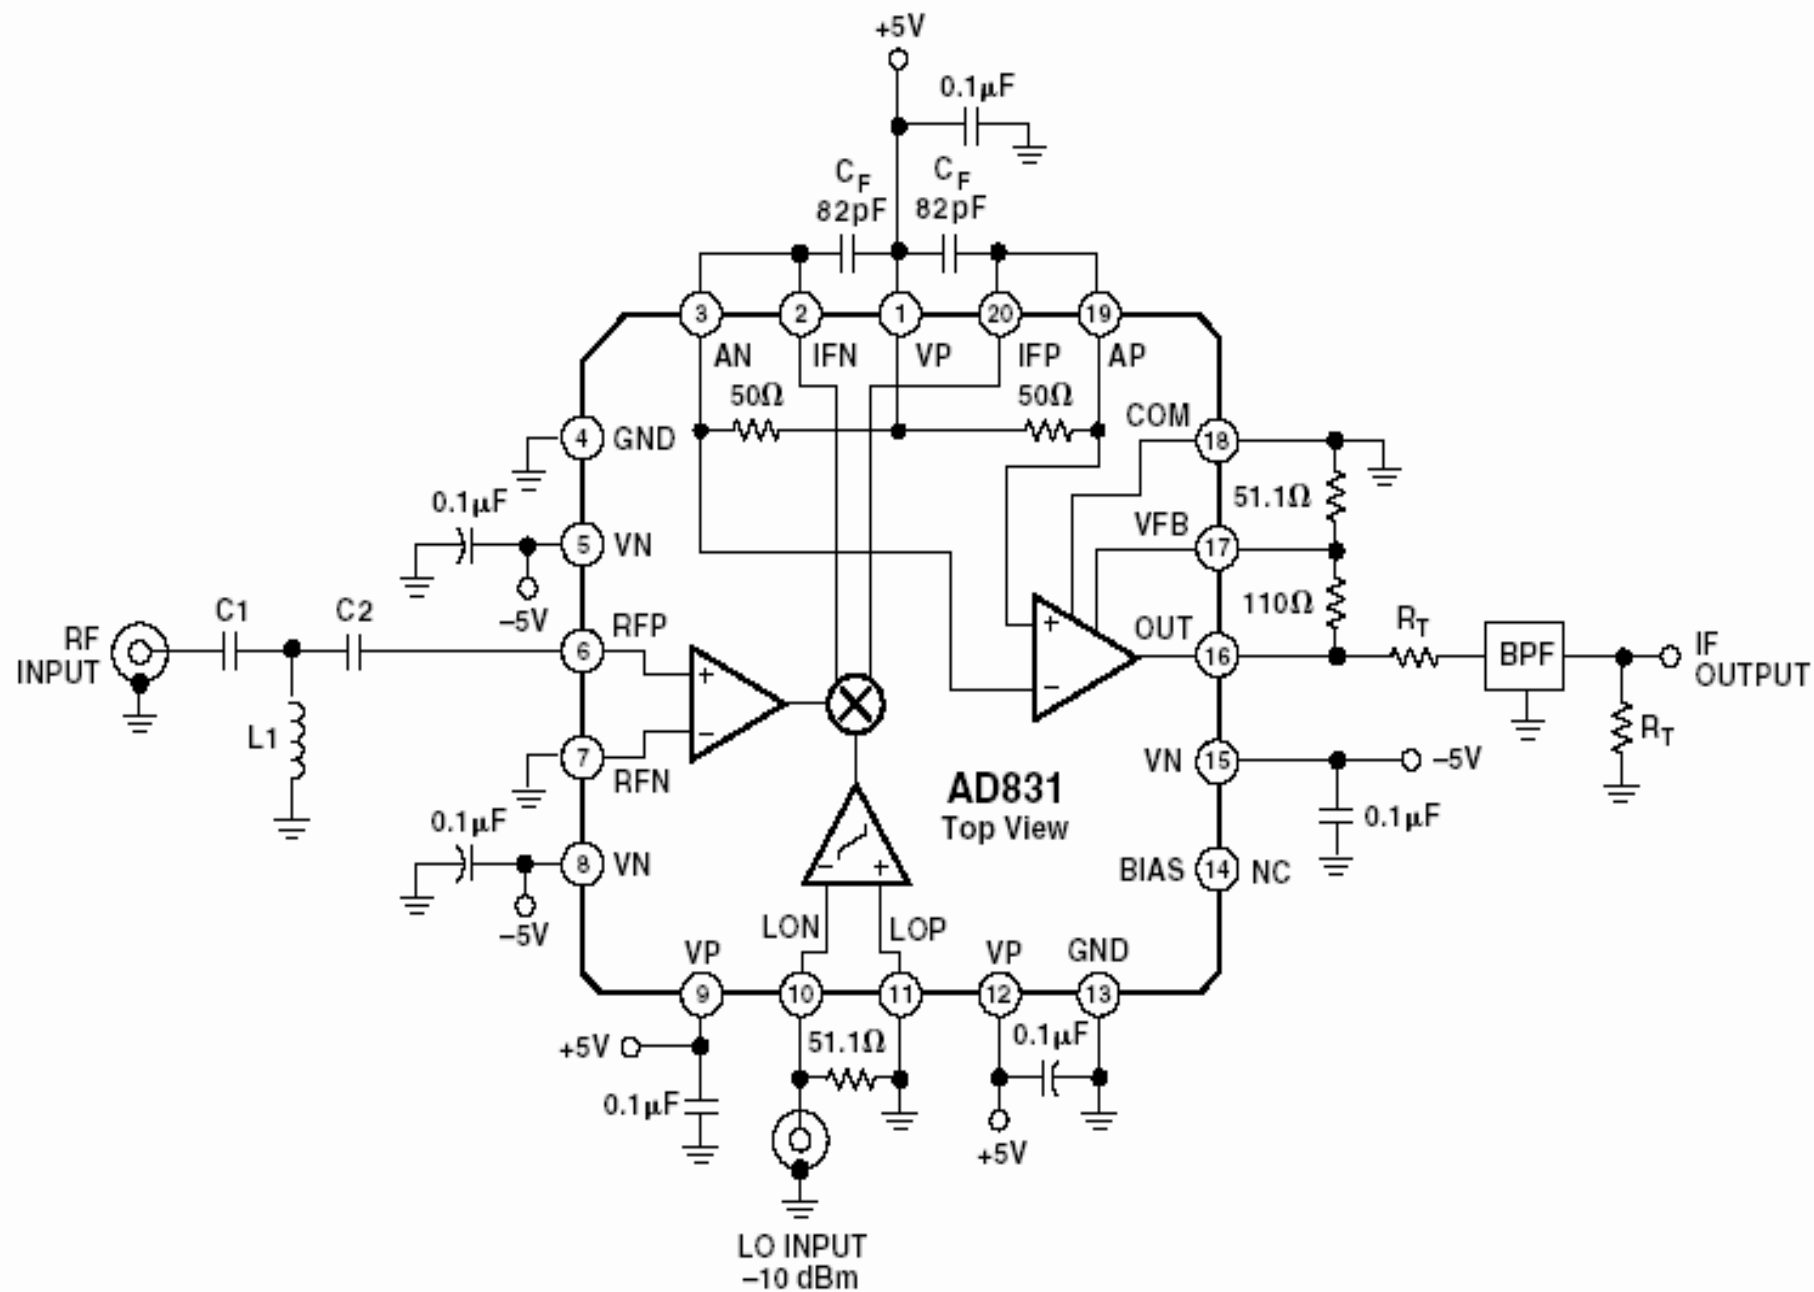 +5V
0.1µF
CF
82pF
CF
82pF
3
2
1
20
19
AN
IFN
VP
IFP
AP
50Ω
50Ω
COM
18
4
GND
51.1Ω
0.1µF
VFB
17
5
VN
–5V
110Ω
C1
C2
RF
INPUT
6
RFP
+
–
L1
7
RFN
+
–
OUT
16
RT
BPF
IF
OUTPUT
RT
VN
15
–5V
0.1µF
AD831
Top View
0.1µF
8
VN
–5V
–
+
BIAS
14
NC
LON
LOP
VP
9
10
11
VP
12
GND
13
+5V
0.1µF
51.1Ω
0.1µF
+5V
LO INPUT
–10 dBm